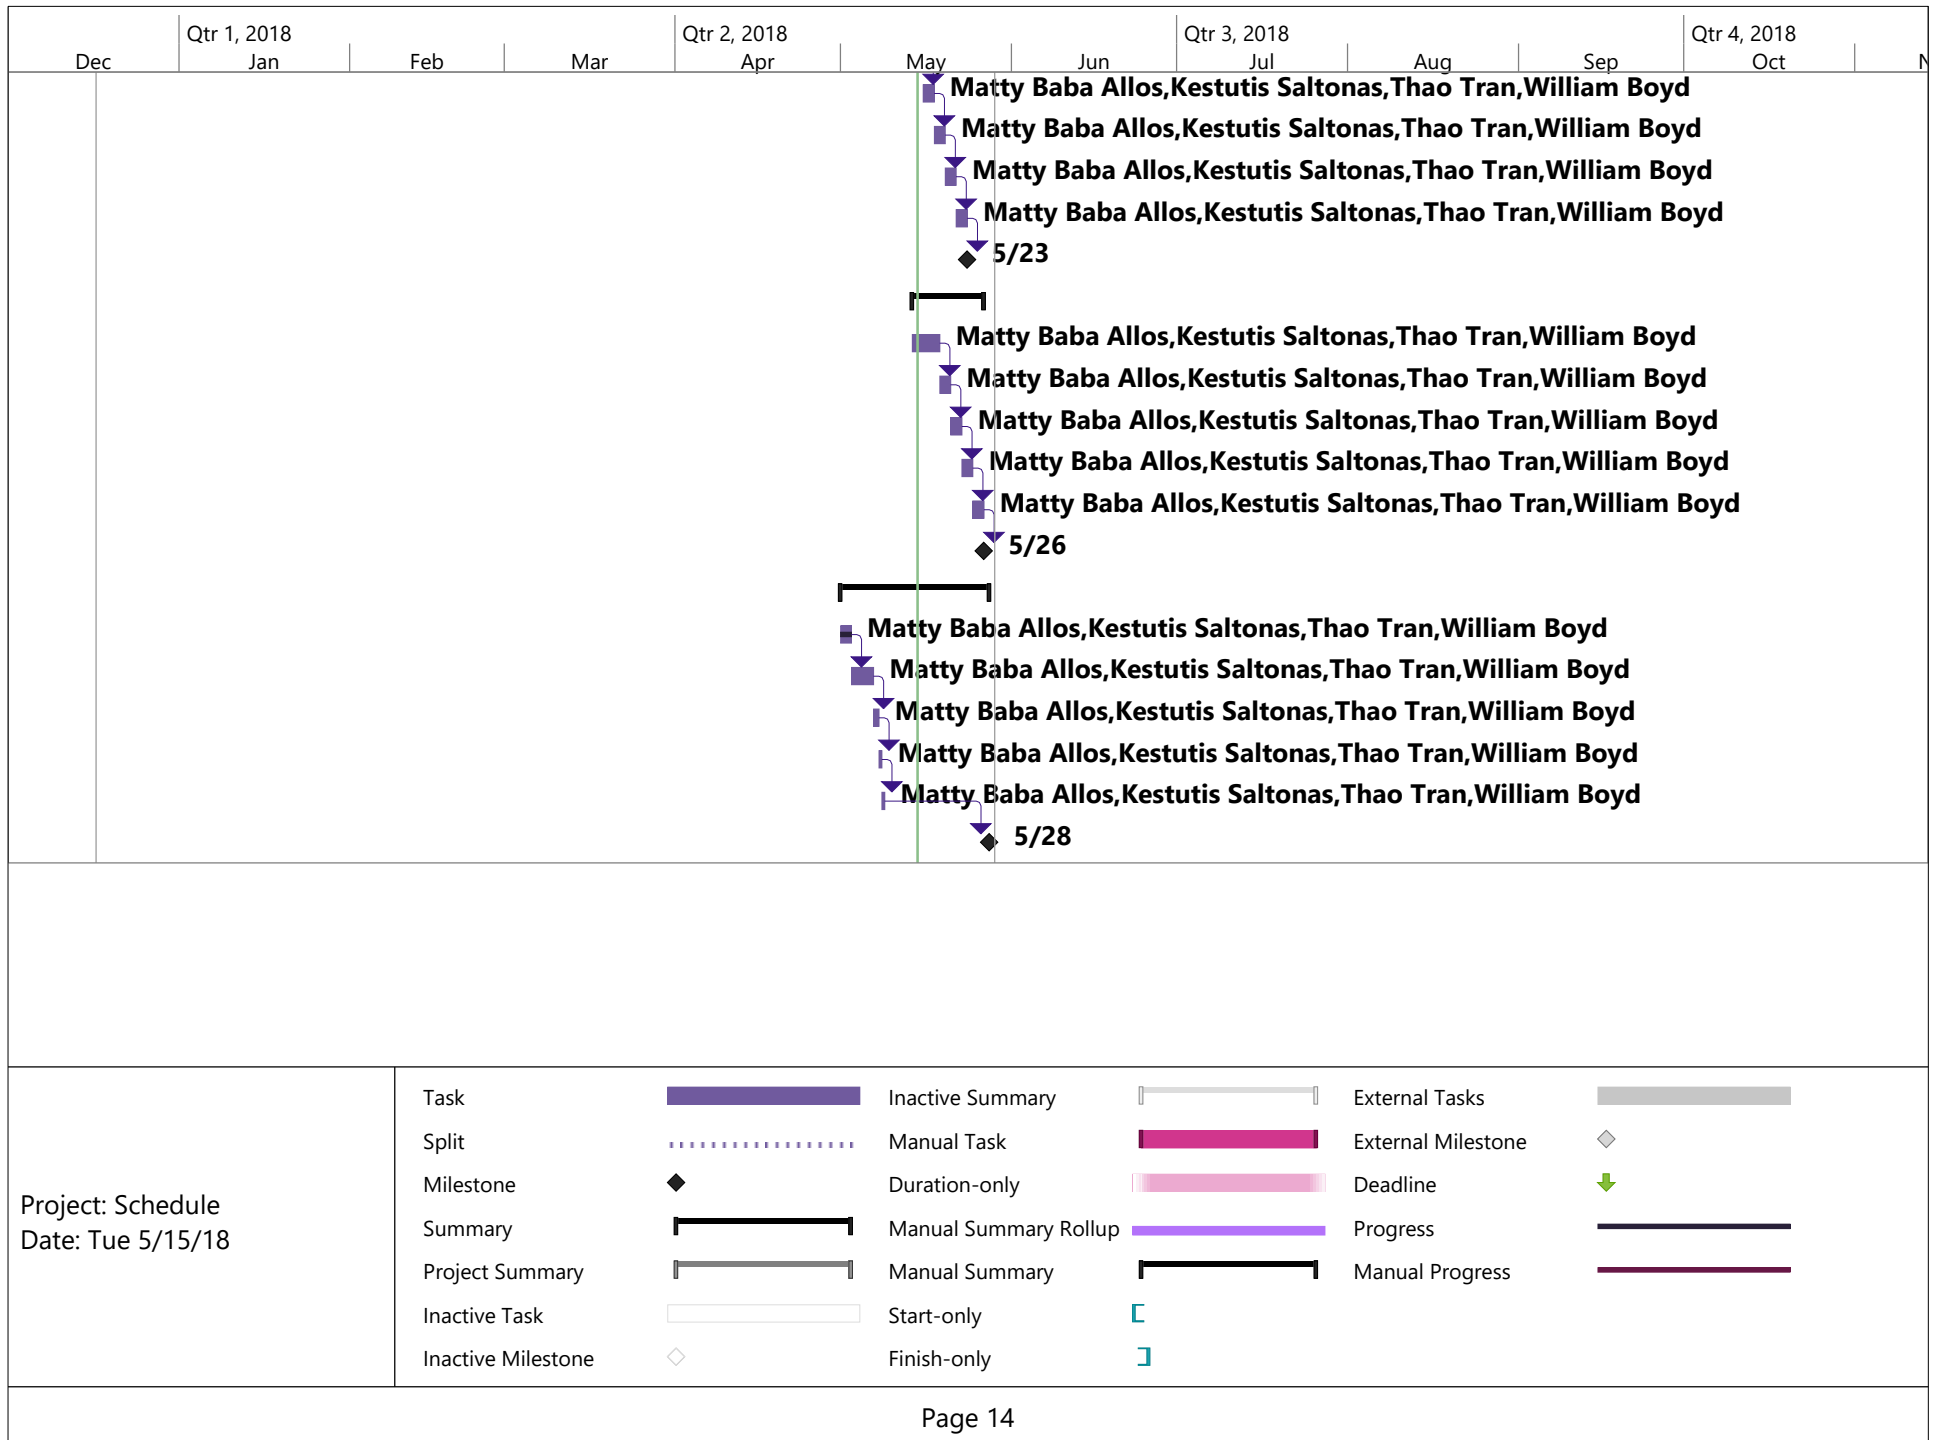 Qtr 1, 2018 Qtr 2, 2018 Qtr 3, 2018 Qtr 4, 2018
Dec Jan Feb Mar Apr May Jun Jul Aug Sep Oct N
Matty Baba Allos,Kestutis Saltonas,Thao Tran,William Boyd
Matty Baba Allos,Kestutis Saltonas,Thao Tran,William Boyd
Matty Baba Allos,Kestutis Saltonas,Thao Tran,William Boyd
Matty Baba Allos,Kestutis Saltonas,Thao Tran,William Boyd
5/23
Matty Baba Allos,Kestutis Saltonas,Thao Tran,William Boyd
Matty Baba Allos,Kestutis Saltonas,Thao Tran,William Boyd
Matty Baba Allos,Kestutis Saltonas,Thao Tran,William Boyd
Matty Baba Allos,Kestutis Saltonas,Thao Tran,William Boyd
Matty Baba Allos,Kestutis Saltonas,Thao Tran,William Boyd
5/26
Matty Baba Allos,Kestutis Saltonas,Thao Tran,William Boyd
Matty Baba Allos,Kestutis Saltonas,Thao Tran,William Boyd
Matty Baba Allos,Kestutis Saltonas,Thao Tran,William Boyd
Matty Baba Allos,Kestutis Saltonas,Thao Tran,William Boyd
Matty Baba Allos,Kestutis Saltonas,Thao Tran,William Boyd
5/28
Project: Schedule
Date: Tue 5/15/18
Task
Split
Milestone
Summary
Project Summary
Inactive Task
Inactive Milestone
Inactive Summary
Manual Task
Duration-only
Manual Summary Rollup
Manual Summary
Start-only
Finish-only
External Tasks
External Milestone
Deadline
Progress
Manual Progress
Page 14